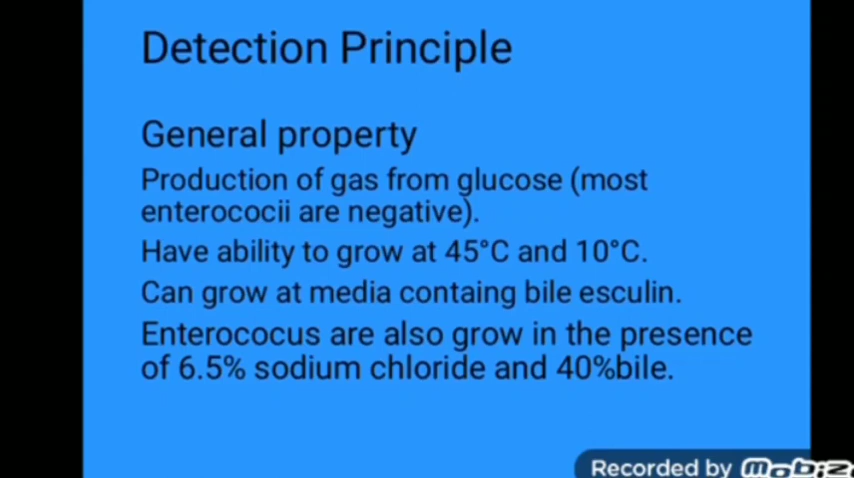 Detection Principle
General property
Production of gas from glucose (most
enterococii are negative).
Have ability to grow at 45°C and 10°C.
Can grow at media containg bile esculin.
Enterococus are also grow in the presence
of 6.5% sodium chloride and 40%bile.
Recorded by